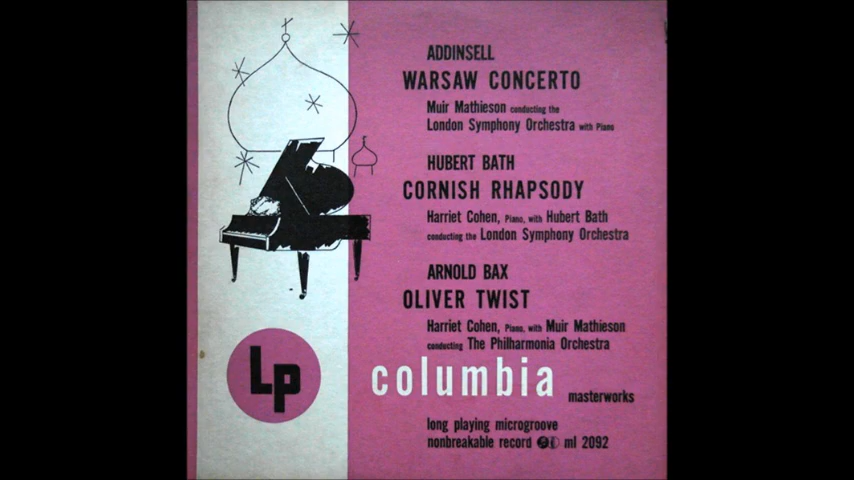 ADDINSELL
WARSAW CONCERTO
Muir Mathieson conducting the
London Symphony Orchestra with Piano
HUBERT BATH
CORNISH RHAPSODY
Harriet Cohen, Piano, with Hubert Bath
conducting the London Symphony Orchestra
ARNOLD BAX
OLIVER TWIST
Harriet Cohen, Piano, with Muir Mathieson
conducting The Philharmonia Orchestra
LP
columbia
masterworks
long playing microgroove
nonbreakable record ml 2092